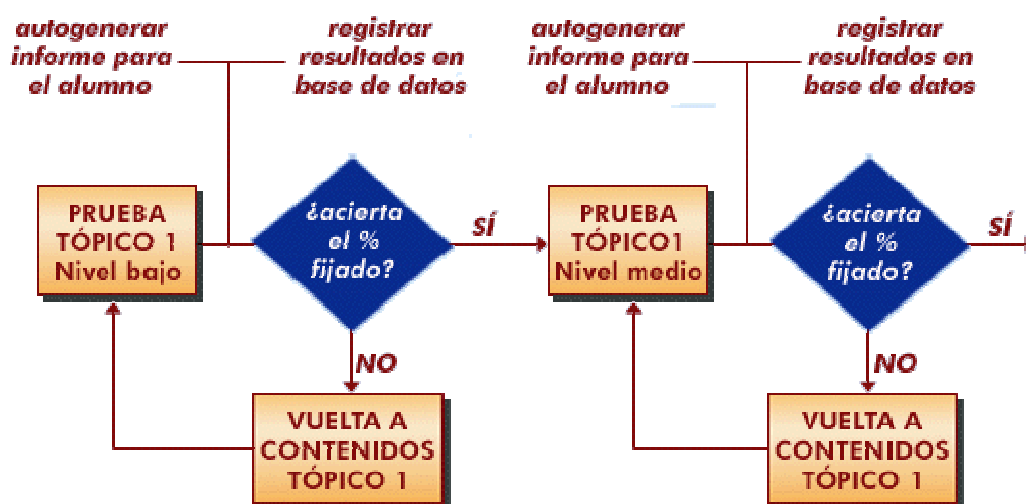 autogenerar
informe para
el alumno
registrar
resultados en
base de datos
PRUEBA
TÓPICO 1
Nivel bajo
¿acierta
el %
fijado?
SÍ
NO
VUELTA A
CONTENIDOS
TÓPICO 1
autogenerar
informe para
el alumno
registrar
resultados en
base de datos
PRUEBA
TÓPICO1
Nivel medio
¿acierta
el %
fijado?
SÍ
NO
VUELTA A
CONTENIDOS
TÓPICO 1